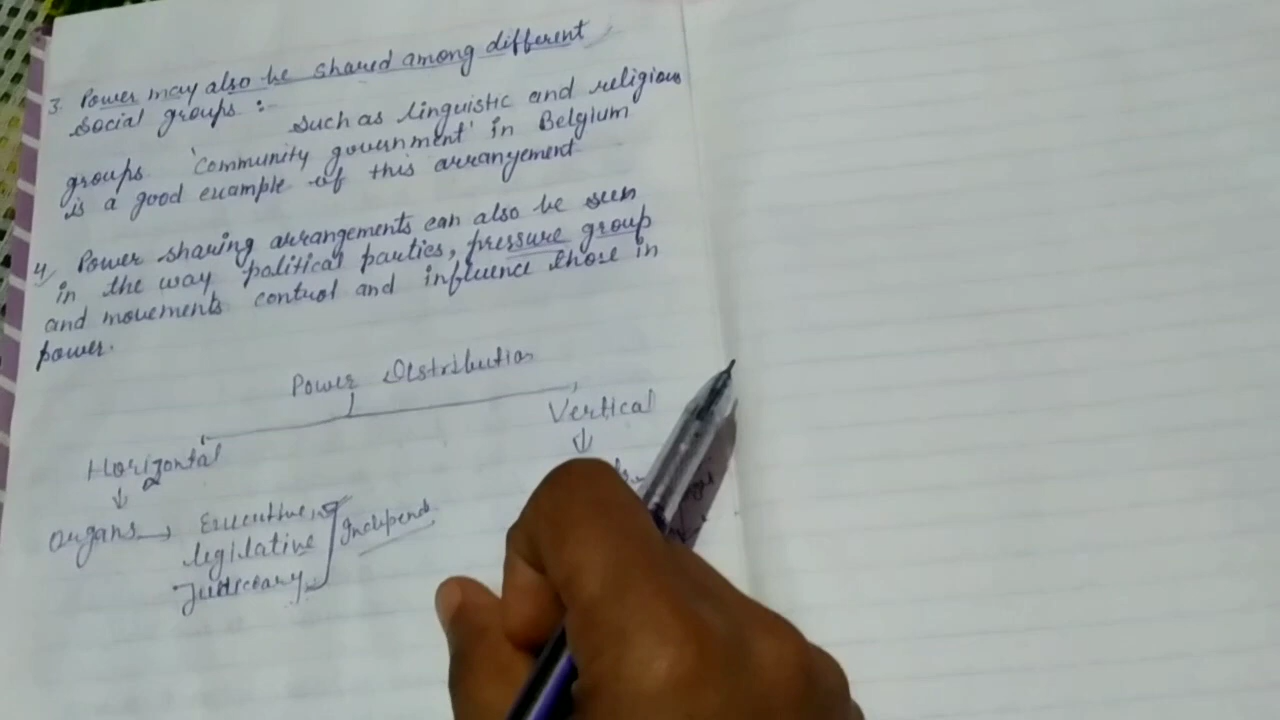 3. Power may also be shared among different
social groups :-
such as linguistic and religious
groups. 'Community government' in Belgium
is a good example of this arrangement
4. Power sharing arrangements can also be seen
in the way political parties, pressure group
and movements control and influence those in
power.
Power Distribution
Horizontal
Vertical
Organs → Executive,
legislative
Judiciary
Independ.